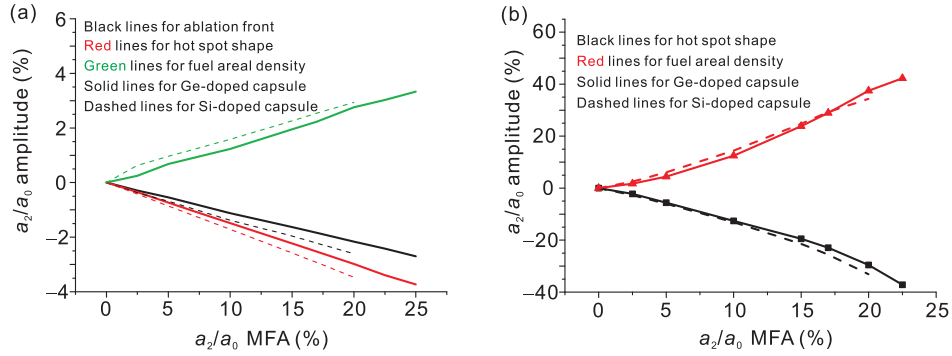 (a)
6
4
2
0
−2
−4
a2/a0 amplitude (%)
Black lines for ablation front
Red lines for hot spot shape
Green lines for fuel areal density
Solid lines for Ge-doped capsule
Dashed lines for Si-doped capsule
0 5 10 15 20 25
a2/a0 MFA (%)
(b)
60
40
20
0
−20
−40
a2/a0 amplitude (%)
Black lines for hot spot shape
Red lines for fuel areal density
Solid lines for Ge-doped capsule
Dashed lines for Si-doped capsule
0 5 10 15 20 25
a2/a0 MFA (%)